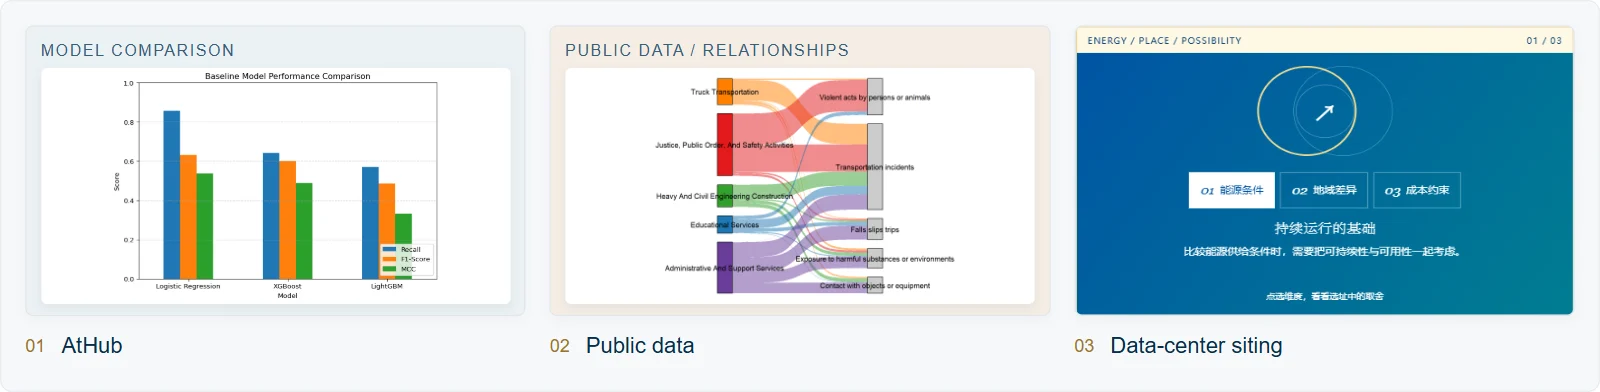 MODEL COMPARISON
Baseline Model Performance Comparison
1.0
0.8
0.6
0.4
0.2
0.0
Score
Logistic Regression
XGBoost
LightGBM
Model
Recall
F1-Score
MCC
01 AtHub
PUBLIC DATA / RELATIONSHIPS
Truck Transportation
Justice, Public Order, And Safety Activities
Heavy And Civil Engineering Construction
Educational Services
Administrative And Support Services
Violent acts by persons or animals
Transportation incidents
Falls slips trips
Exposure to harmful substances or environments
Contact with objects or equipment
02 Public data
ENERGY / PLACE / POSSIBILITY
01 / 03
01 能源条件
02 地域差异
03 成本约束
持续运行的基础
比较能源供给条件时，需要把可持续性与可用性一起考虑。
点选维度，看看选址中的取舍
03 Data-center siting